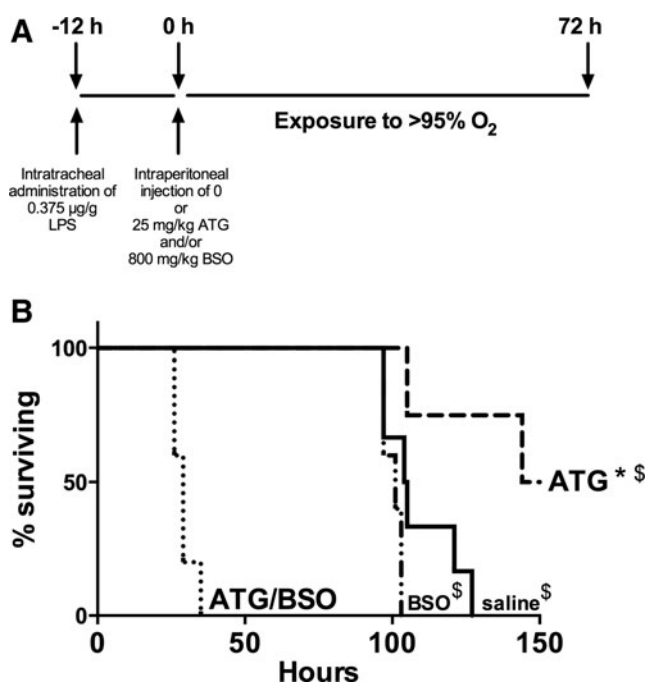 A
-12 h 0 h 72 h
Exposure to >95% O₂
Intratracheal
administration of
0.375 µg/g
LPS
Intraperitoneal
injection of 0
or
25 mg/kg ATG
and/or
800 mg/kg BSO
B
% surviving
100
50
0
ATG * $
ATG/BSO
BSO$
saline$
0 50 100 150
Hours